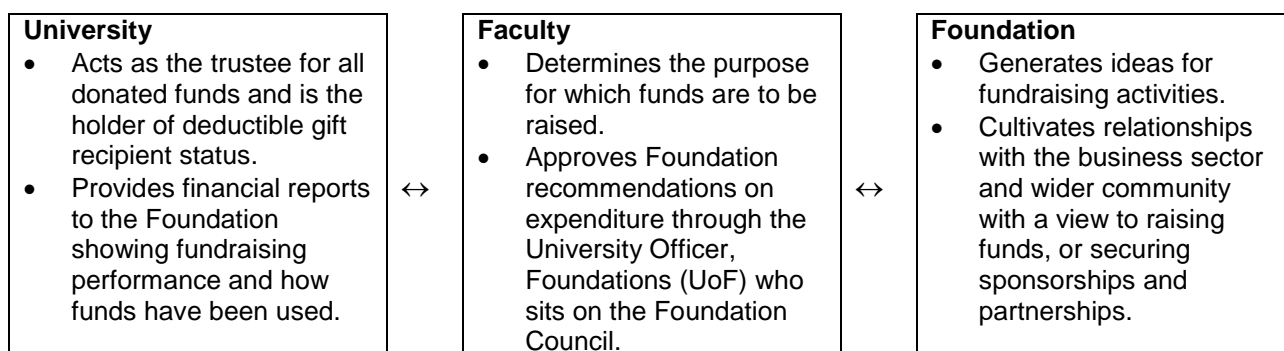 University
• Acts as the trustee for all
donated funds and is the
holder of deductible gift
recipient status.
• Provides financial reports
to the Foundation
showing fundraising
performance and how
funds have been used.
↔
Faculty
• Determines the purpose
for which funds are to be
raised.
• Approves Foundation
recommendations on
expenditure through the
University Officer,
Foundations (UoF) who
sits on the Foundation
Council.
↔
Foundation
• Generates ideas for
fundraising activities.
• Cultivates relationships
with the business sector
and wider community
with a view to raising
funds, or securing
sponsorships and
partnerships.